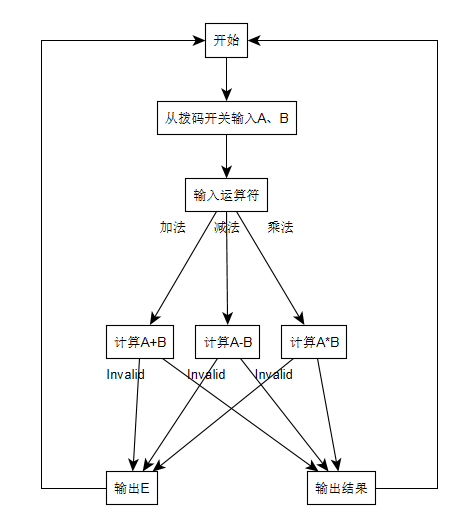 开始
从拨码开关输入A、B
输入运算符
加法
减法
乘法
计算A+B
计算A-B
计算A*B
Invalid
Invalid
Invalid
输出E
输出结果